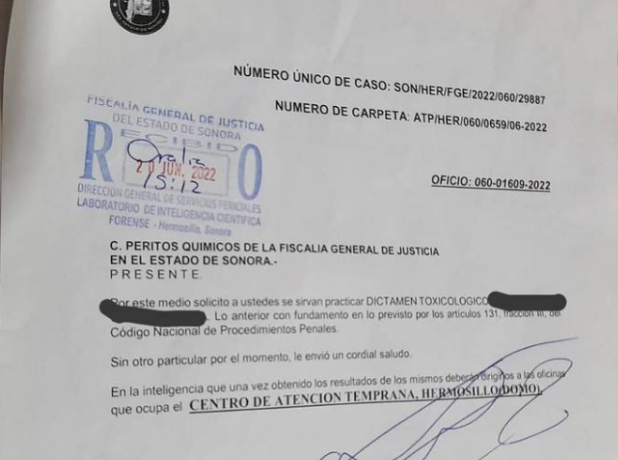 NÚMERO ÚNICO DE CASO: SON/HER/FGE/2022/060/29887
NUMERO DE CARPETA: ATP/HER/060/0659/06-2022
FISCALÍA GENERAL DE JUSTICIA
DEL ESTADO DE SONORA
RECIBIDO
Oralia
20 JUN. 2022
15:12
DIRECCIÓN GENERAL DE SERVICIOS PERICIALES
LABORATORIO DE INTELIGENCIA CIENTIFICA
FORENSE - Hermosillo, Sonora
OFICIO: 060-01609-2022
C. PERITOS QUIMICOS DE LA FISCALIA GENERAL DE JUSTICIA
EN EL ESTADO DE SONORA.-
P R E S E N T E.
Por este medio solicito a ustedes se sirvan practicar DICTAMEN TOXICOLOGICO
. Lo anterior con fundamento en lo previsto por los articulos 131, fracción III, del
Código Nacional de Procedimientos Penales.
Sin otro particular por el momento, le envió un cordial saludo.
En la inteligencia que una vez obtenido los resultados de los mismos deberán dirigirlos a las oficinas
que ocupa el CENTRO DE ATENCION TEMPRANA, HERMOSILLO(DOMO),